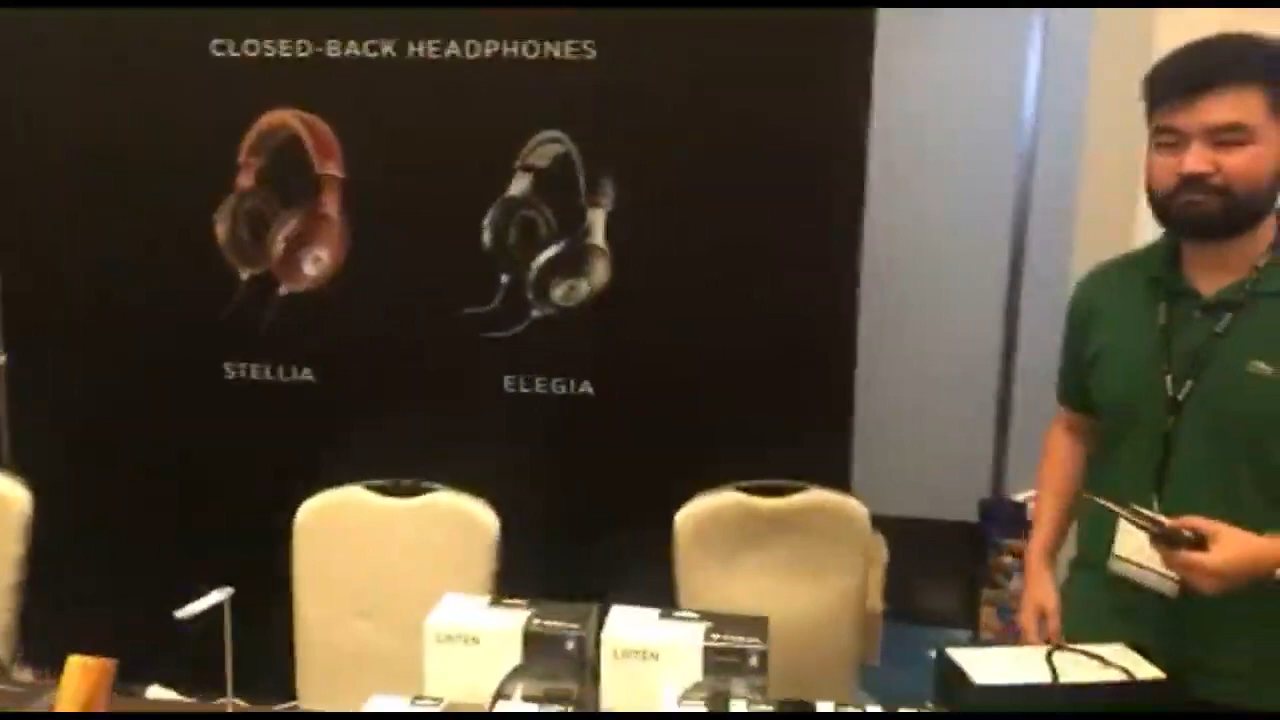 CLOSED-BACK HEADPHONES
STELLIA
ELEGIA
LISTEN
LISTEN